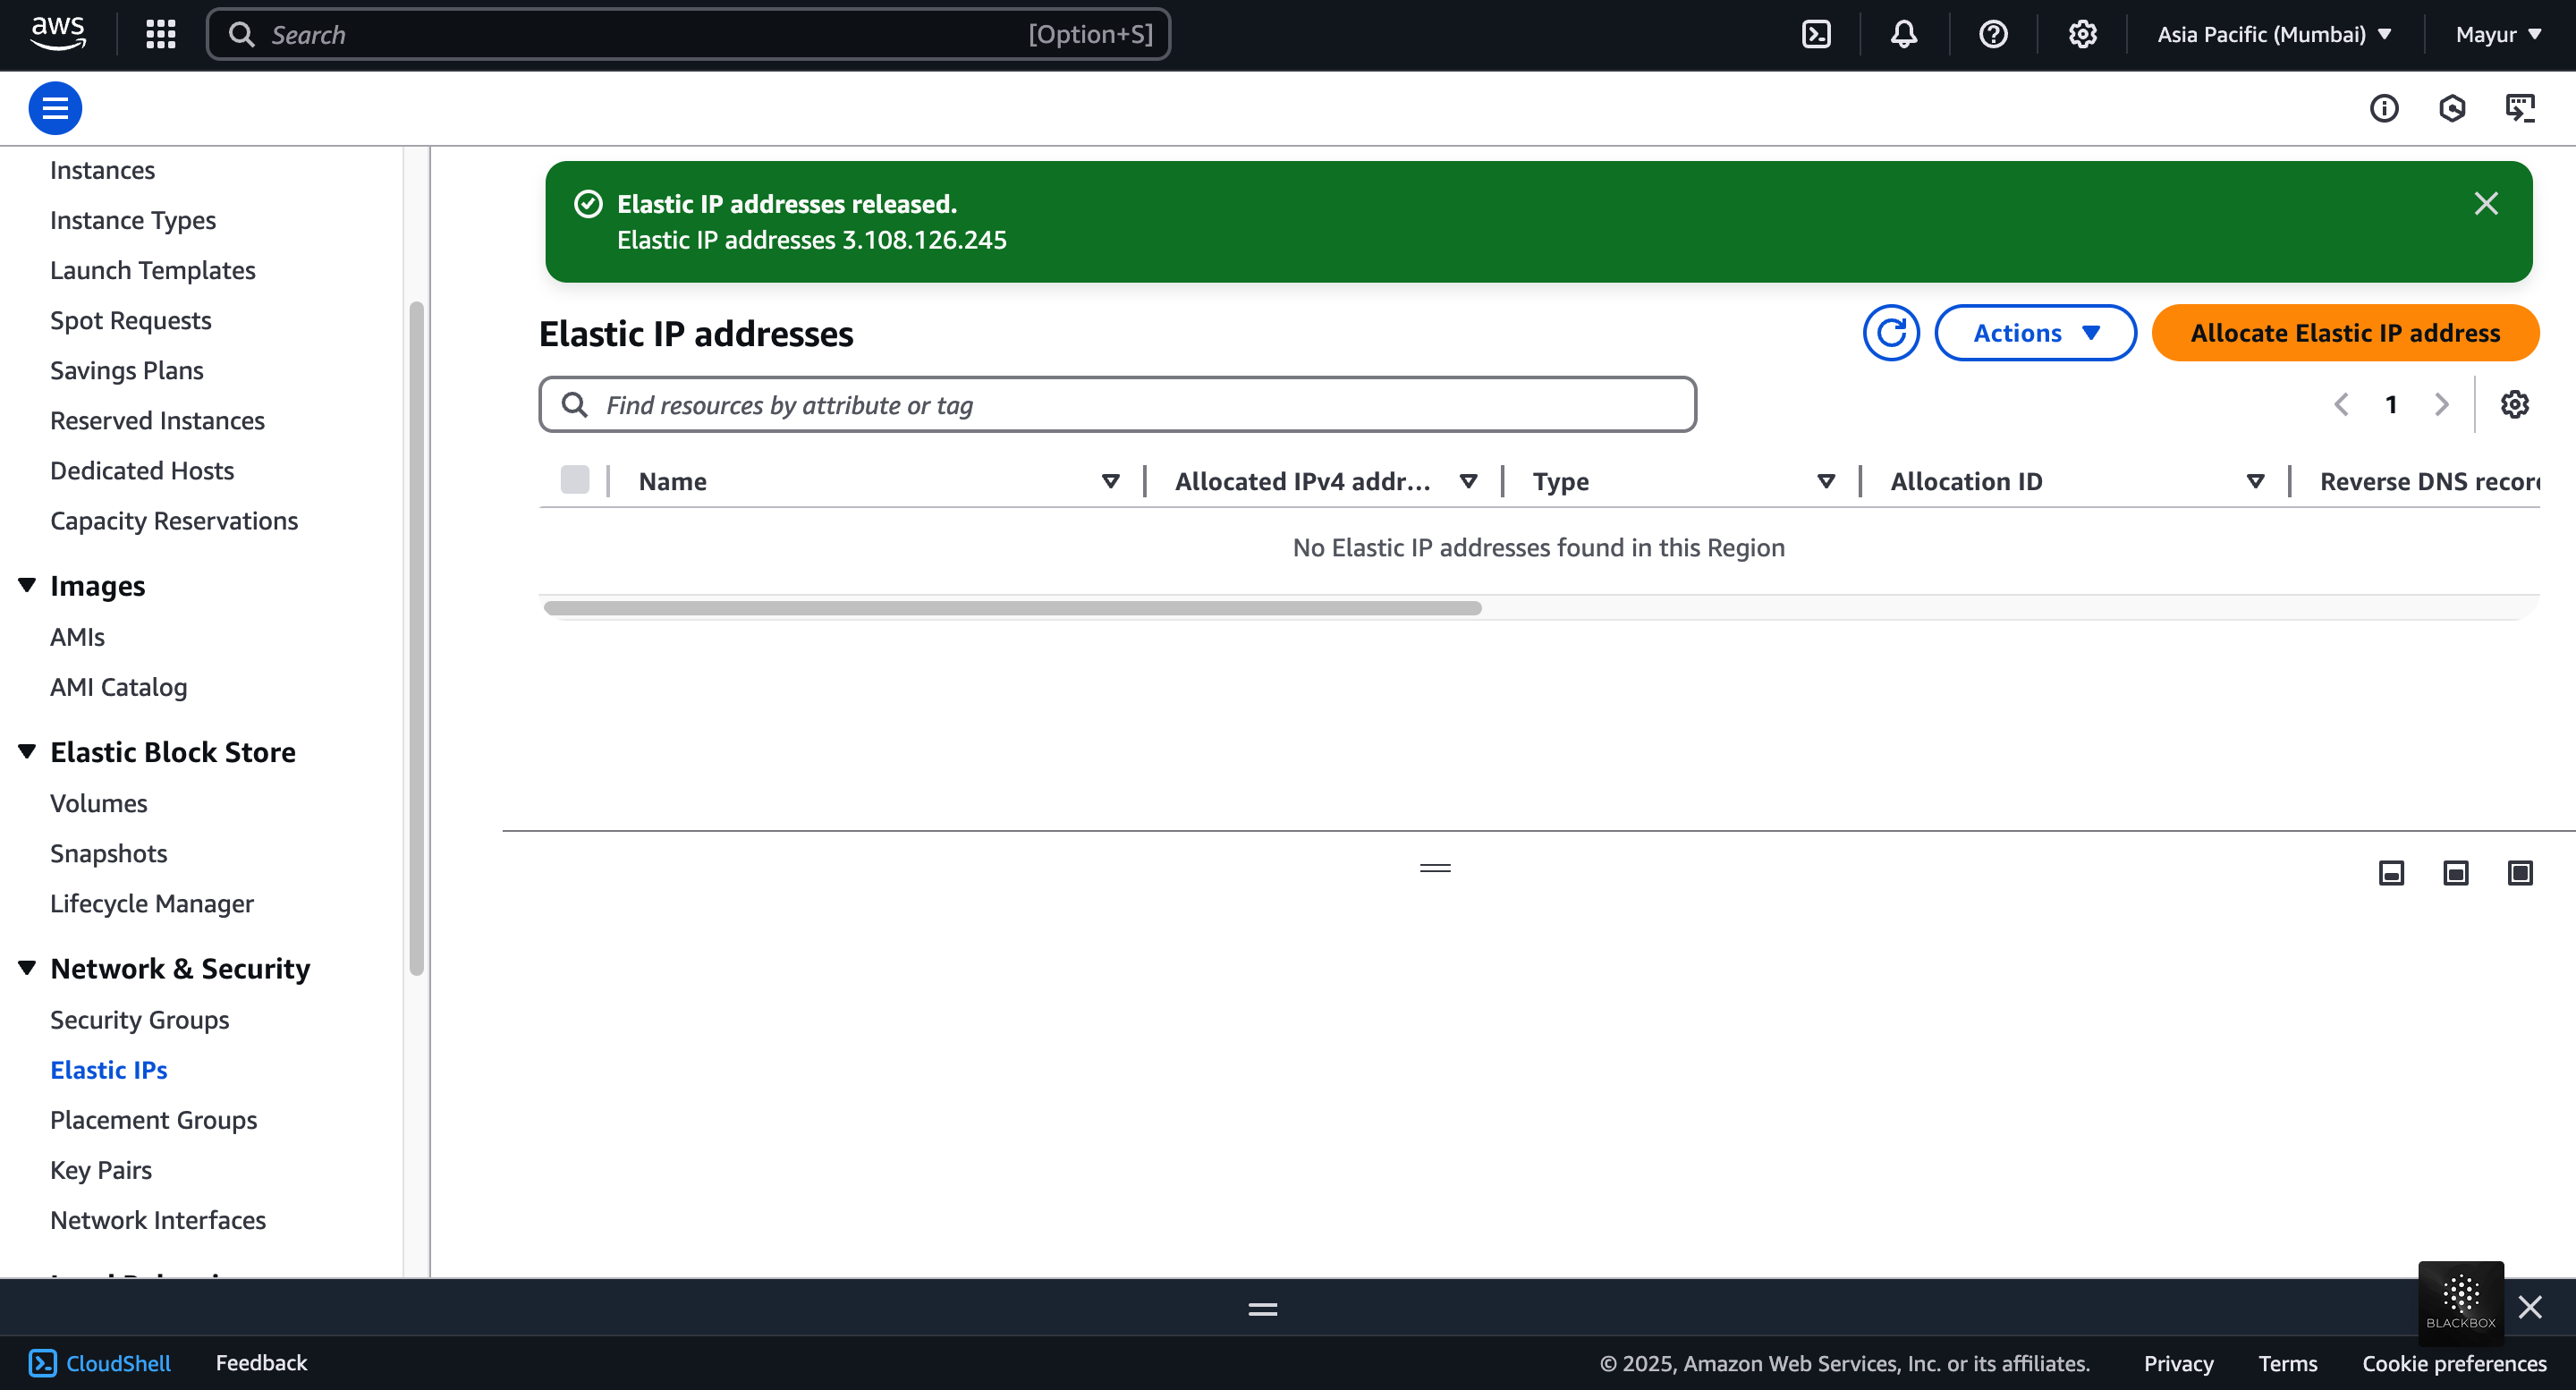 aws
Search [Option+S]
Asia Pacific (Mumbai)
Mayur
Instances
Instance Types
Launch Templates
Spot Requests
Savings Plans
Reserved Instances
Dedicated Hosts
Capacity Reservations
Images
AMIs
AMI Catalog
Elastic Block Store
Volumes
Snapshots
Lifecycle Manager
Network & Security
Security Groups
Elastic IPs
Placement Groups
Key Pairs
Network Interfaces
Elastic IP addresses released.
Elastic IP addresses 3.108.126.245
Elastic IP addresses
Actions
Allocate Elastic IP address
Find resources by attribute or tag
1
Name
Allocated IPv4 addr...
Type
Allocation ID
Reverse DNS recor
No Elastic IP addresses found in this Region
BLACKBOX
CloudShell
Feedback
© 2025, Amazon Web Services, Inc. or its affiliates.
Privacy
Terms
Cookie preferences